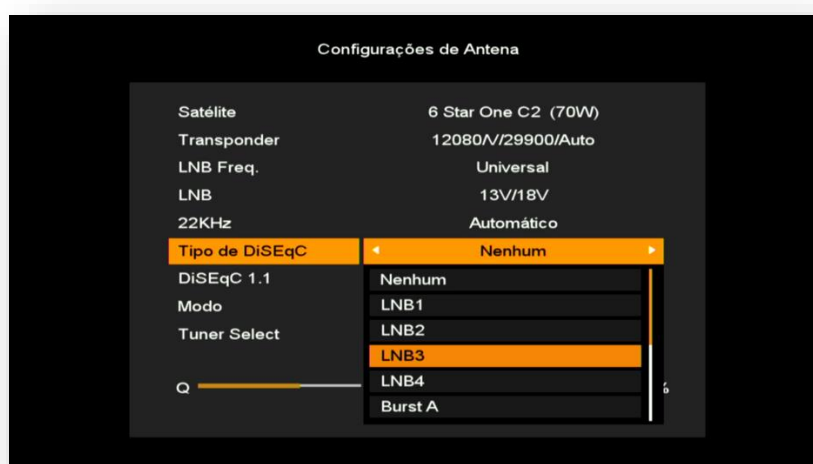 Configurações de Antena
Satélite 6 Star One C2 (70W)
Transponder 12080/V/29900/Auto
LNB Freq. Universal
LNB 13V/18V
22KHz Automático
Tipo de DiSEqC Nenhum
DiSEqC 1.1 Nenhum
Modo LNB1
Tuner Select LNB2
LNB3
Q LNB4 %
Burst A